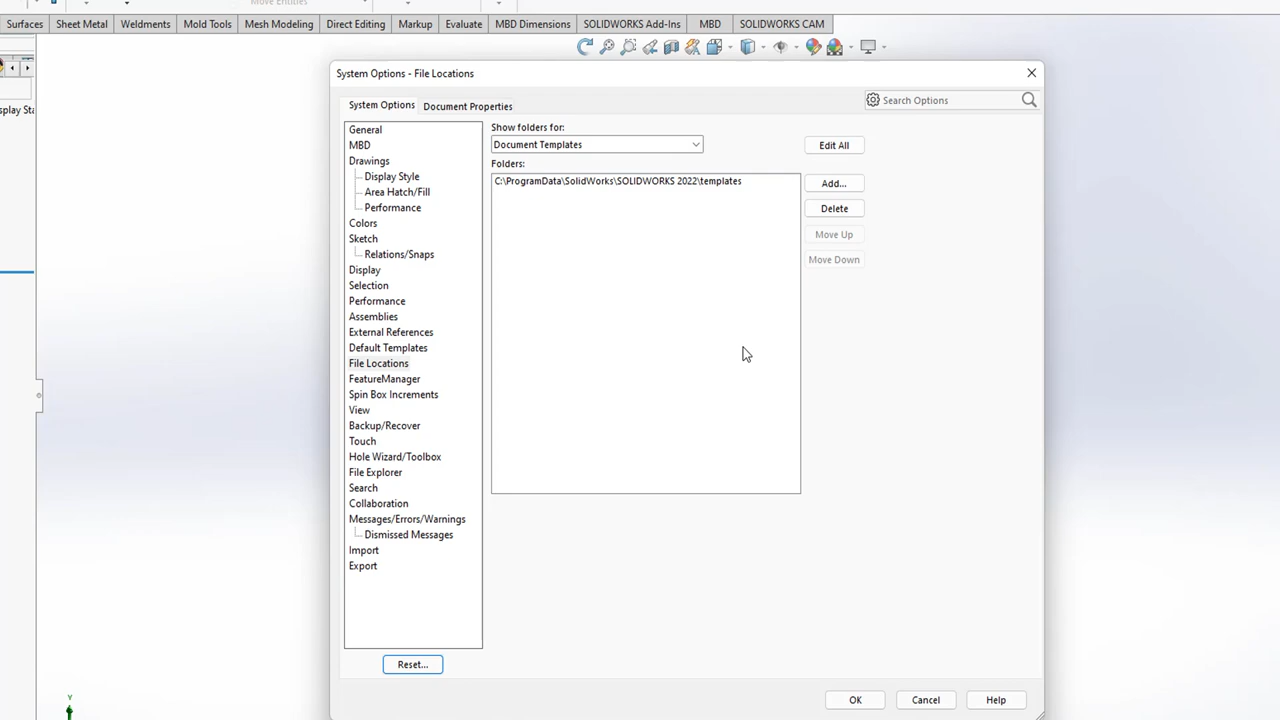 Move Entities
Surfaces Sheet Metal Weldments Mold Tools Mesh Modeling Direct Editing Markup Evaluate MBD Dimensions SOLIDWORKS Add-Ins MBD SOLIDWORKS CAM
System Options - File Locations
System Options Document Properties
Search Options
splay Sta
General
MBD
Drawings
Display Style
Area Hatch/Fill
Performance
Colors
Sketch
Relations/Snaps
Display
Selection
Performance
Assemblies
External References
Default Templates
File Locations
FeatureManager
Spin Box Increments
View
Backup/Recover
Touch
Hole Wizard/Toolbox
File Explorer
Search
Collaboration
Messages/Errors/Warnings
Dismissed Messages
Import
Export
Reset...
Show folders for:
Document Templates
Folders:
C:\ProgramData\SolidWorks\SOLIDWORKS 2022\templates
Edit All
Add...
Delete
Move Up
Move Down
OK Cancel Help
Y